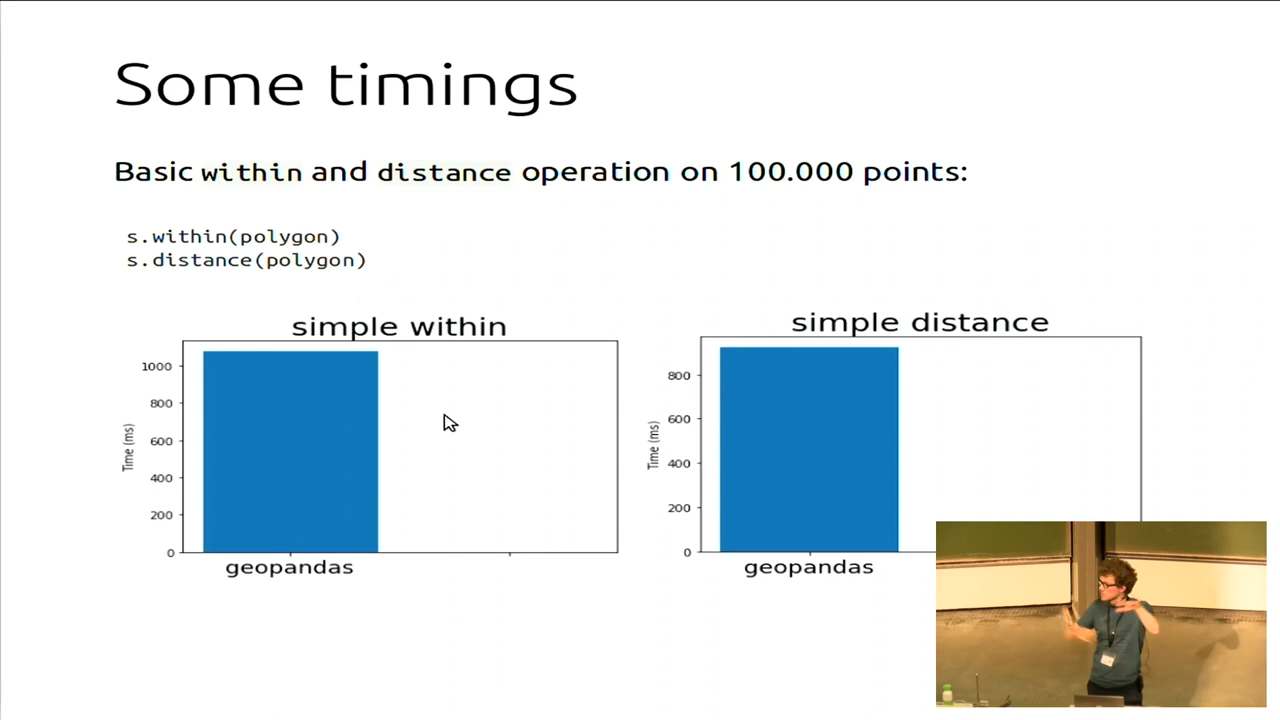 Some timings
Basic within and distance operation on 100.000 points:
s.within(polygon)
s.distance(polygon)
simple within
1000
800
600
400
200
0
Time (ms)
geopandas
simple distance
800
600
400
200
0
Time (ms)
geopandas